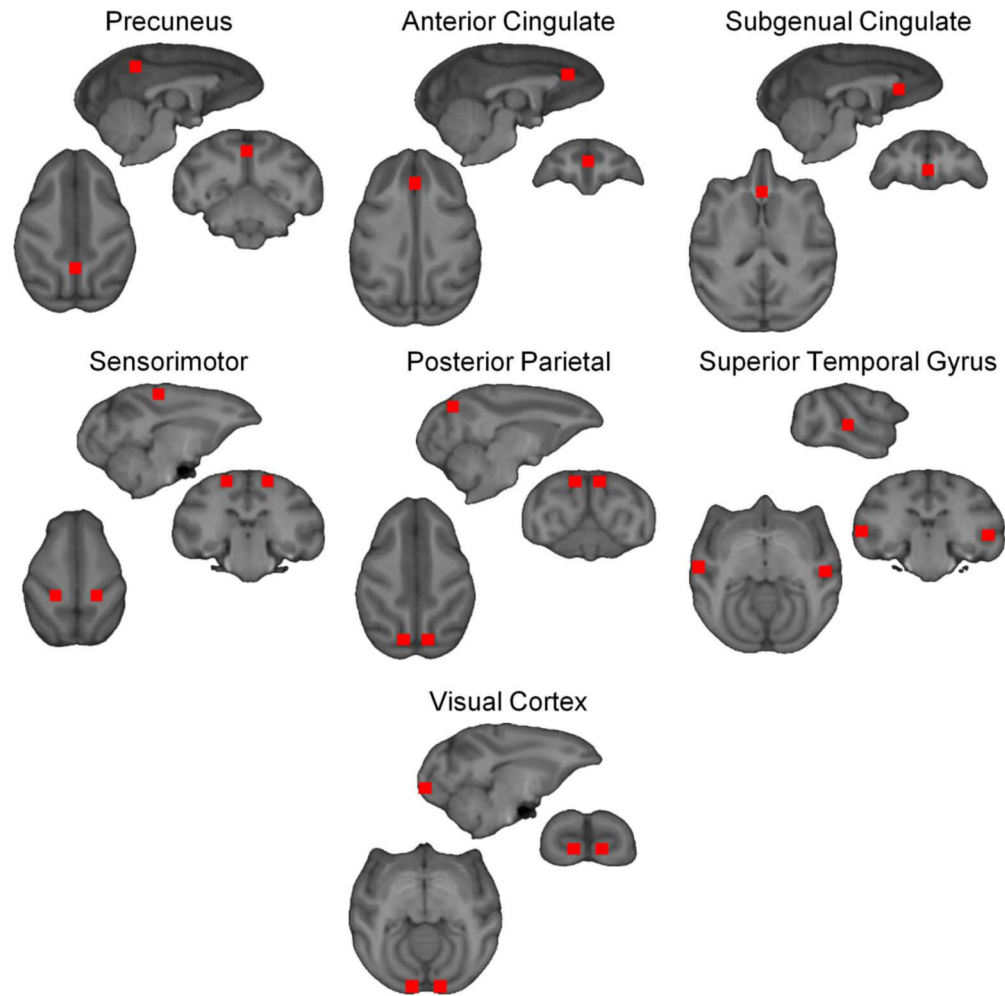 Precuneus
Anterior Cingulate
Subgenual Cingulate
Sensorimotor
Posterior Parietal
Superior Temporal Gyrus
Visual Cortex